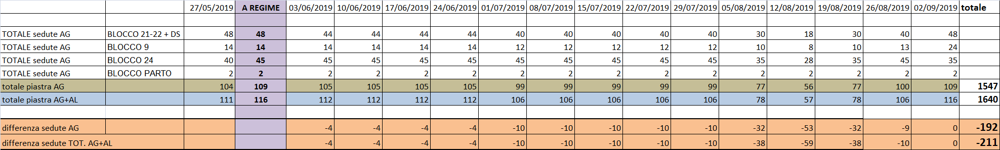 27/05/2019 A REGIME 03/06/2019 10/06/2019 17/06/2019 24/06/2019 01/07/2019 08/07/2019 15/07/2019 22/07/2019 29/07/2019 05/08/2019 12/08/2019 19/08/2019 26/08/2019 02/09/2019 totale
TOTALE sedute AG BLOCCO 21-22 + DS 48 48 44 44 44 44 40 40 40 40 40 30 18 30 40 48
TOTALE sedute AG BLOCCO 9 14 14 14 14 14 14 12 12 12 12 12 10 8 10 13 24
TOTALE sedute AG BLOCCO 24 40 45 45 45 45 45 45 45 45 45 45 35 28 35 45 35
TOTALE sedute AG BLOCCO PARTO 2 2 2 2 2 2 2 2 2 2 2 2 2 2 2 2
totale piastra AG 104 109 105 105 105 105 99 99 99 99 99 77 56 77 100 109 1547
totale piastra AG+AL 111 116 112 112 112 112 106 106 106 106 106 78 57 78 106 116 1640
differenza sedute AG -4 -4 -4 -4 -10 -10 -10 -10 -10 -32 -53 -32 -9 0 -192
differenza sedute TOT. AG+AL -4 -4 -4 -4 -10 -10 -10 -10 -10 -38 -59 -38 -10 0 -211